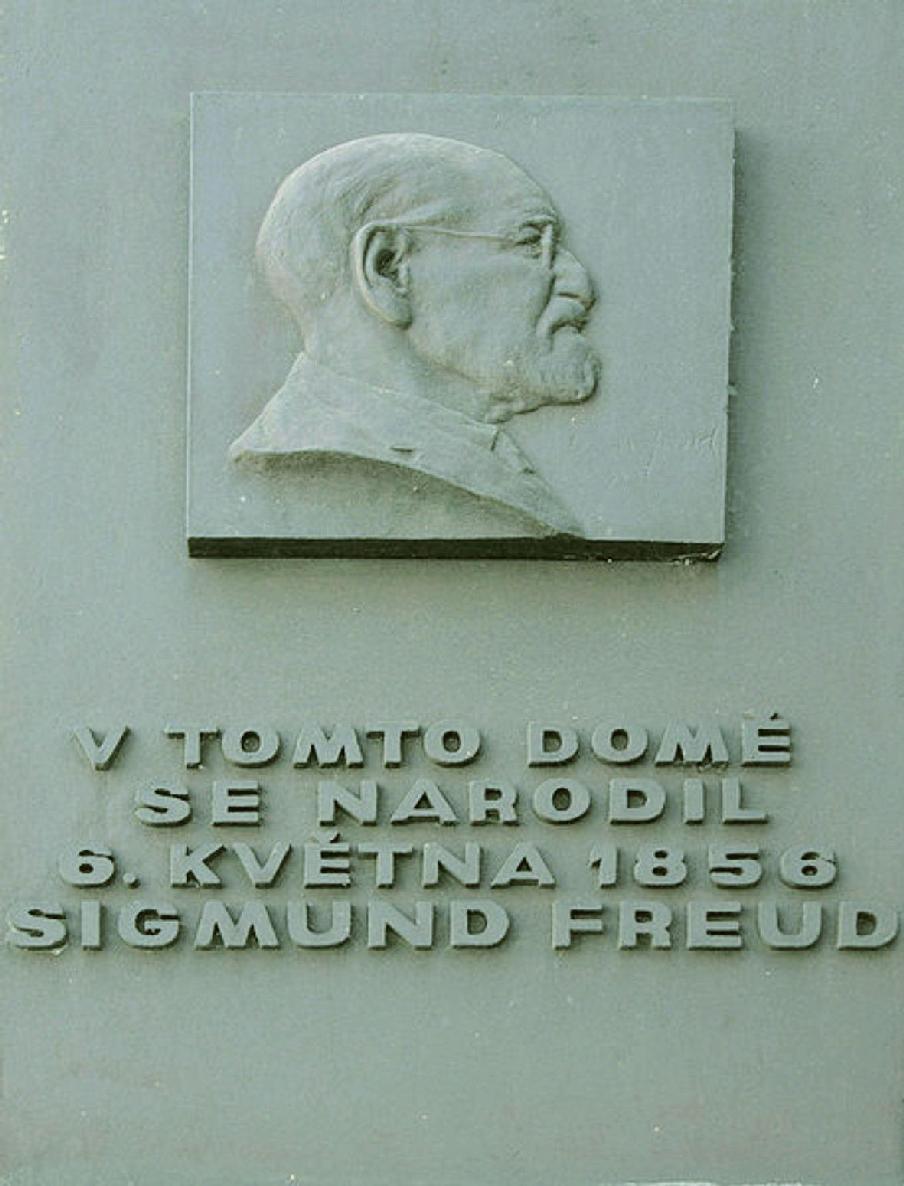 V TOMTO DOMĚ
SE NARODIL
6. KVĚTNA 1856
SIGMUND FREUD